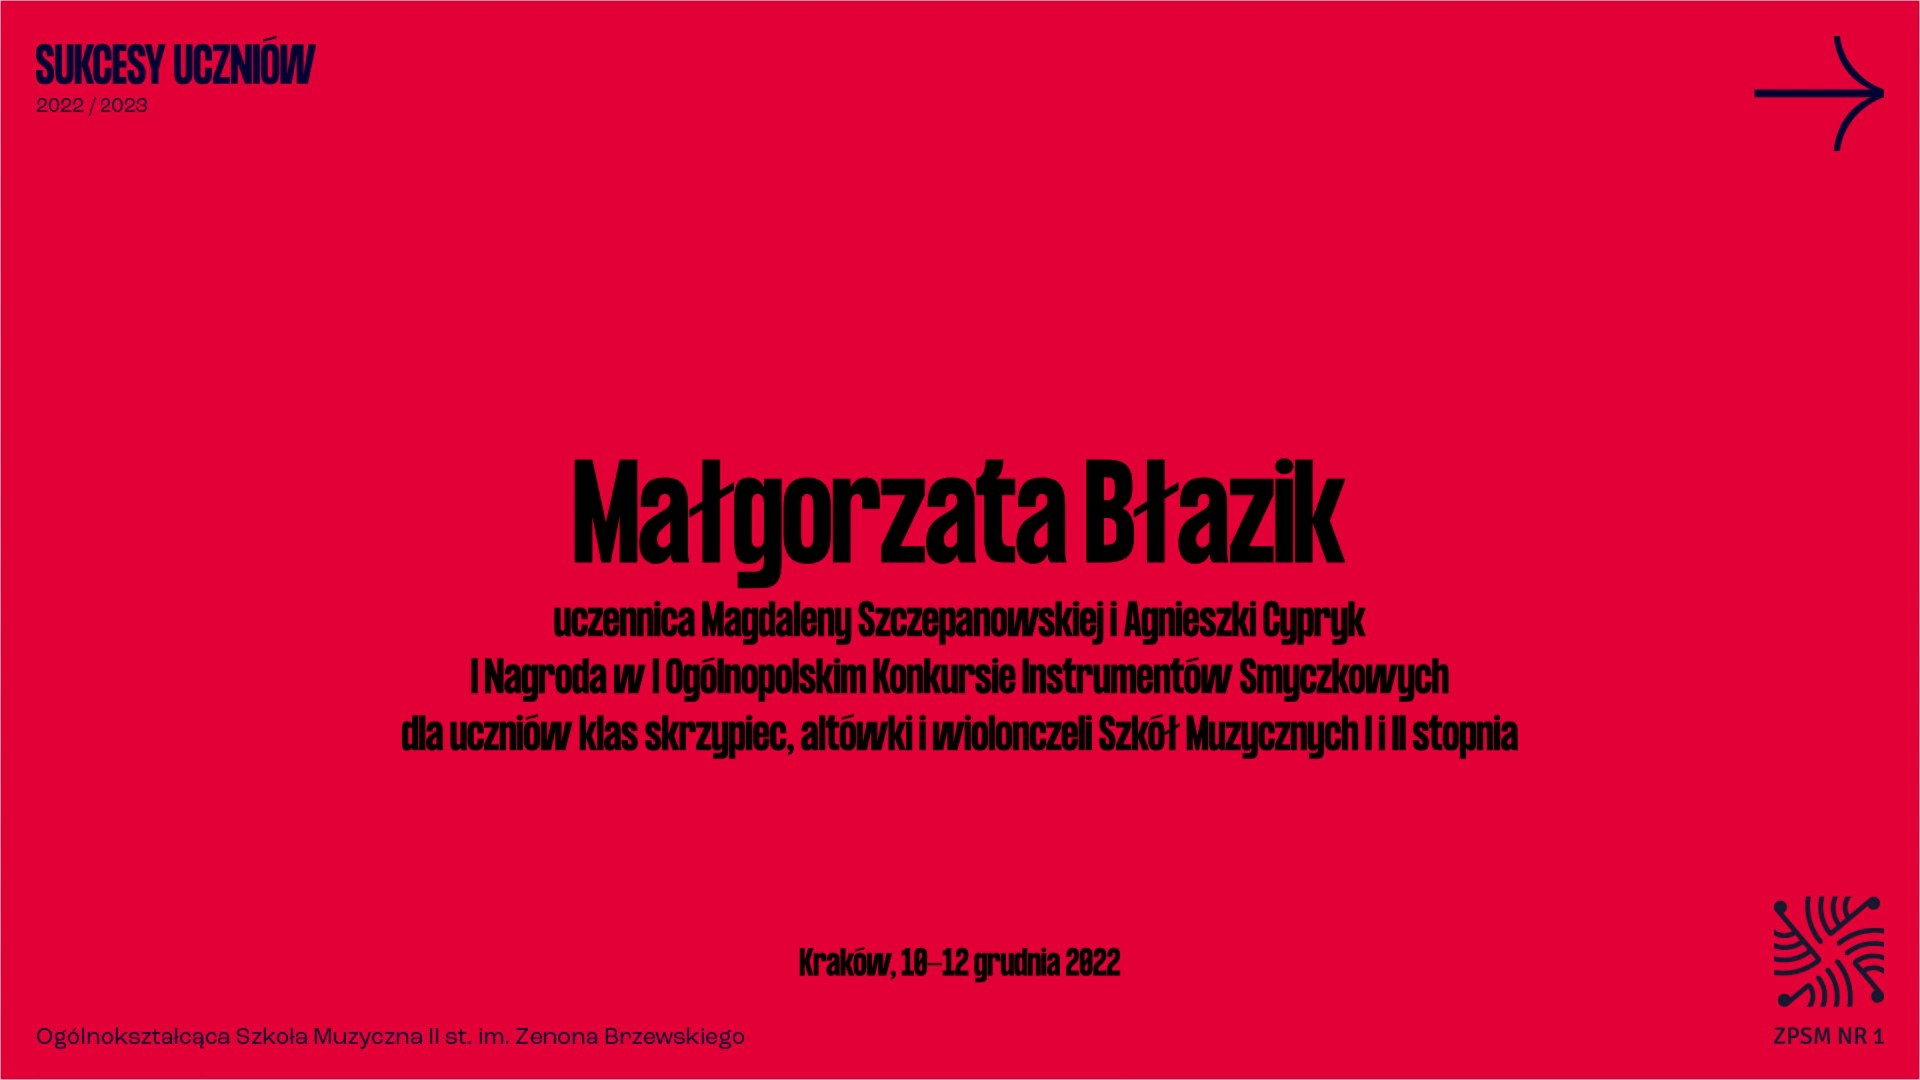 SUKCESY UCZNIÓW
2022 / 2023
Małgorzata Błazik
uczennica Magdaleny Szczepanowskiej i Agnieszki Cypryk
I Nagroda w I Ogólnopolskim Konkursie Instrumentów Smyczkowych
dla uczniów klas skrzypiec, altówki i wiolonczeli Szkół Muzycznych I i II stopnia
Kraków, 10–12 grudnia 2022
Ogólnokształcąca Szkoła Muzyczna II st. im. Zenona Brzewskiego
ZPSM NR 1